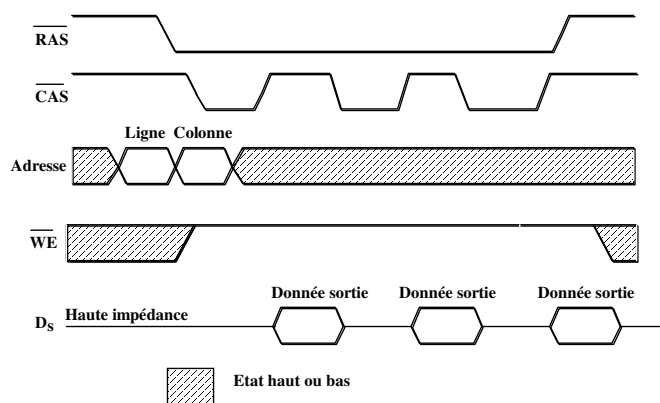 RAS
CAS
Ligne Colonne
Adresse
WE
Donnée sortie Donnée sortie Donnée sortie
Ds Haute impédance
Etat haut ou bas